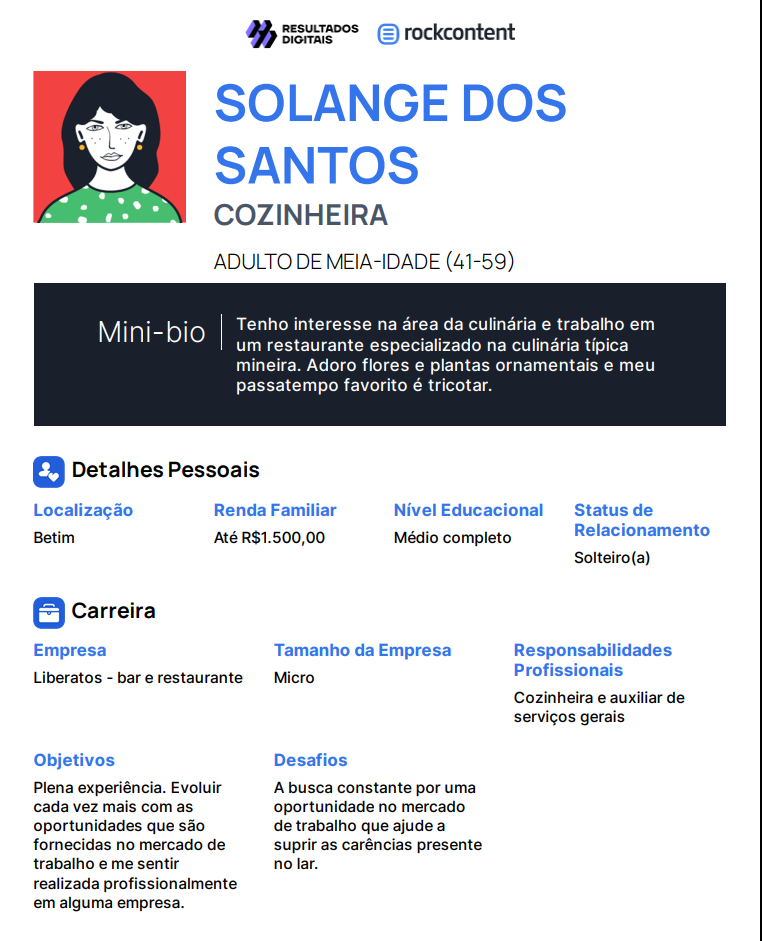 RESULTADOS
DIGITAIS
rockcontent
SOLANGE DOS
SANTOS
COZINHEIRA
ADULTO DE MEIA-IDADE (41-59)
Mini-bio
Tenho interesse na área da culinária e trabalho em
um restaurante especializado na culinária típica
mineira. Adoro flores e plantas ornamentais e meu
passatempo favorito é tricotar.
Detalhes Pessoais
Localização
Betim
Renda Familiar
Até R$1.500,00
Nível Educacional
Médio completo
Status de
Relacionamento
Solteiro(a)
Carreira
Empresa
Liberatos - bar e restaurante
Tamanho da Empresa
Micro
Responsabilidades
Profissionais
Cozinheira e auxiliar de
serviços gerais
Objetivos
Plena experiência. Evoluir
cada vez mais com as
oportunidades que são
fornecidas no mercado de
trabalho e me sentir
realizada profissionalmente
em alguma empresa.
Desafios
A busca constante por uma
oportunidade no mercado
de trabalho que ajude a
suprir as carências presente
no lar.